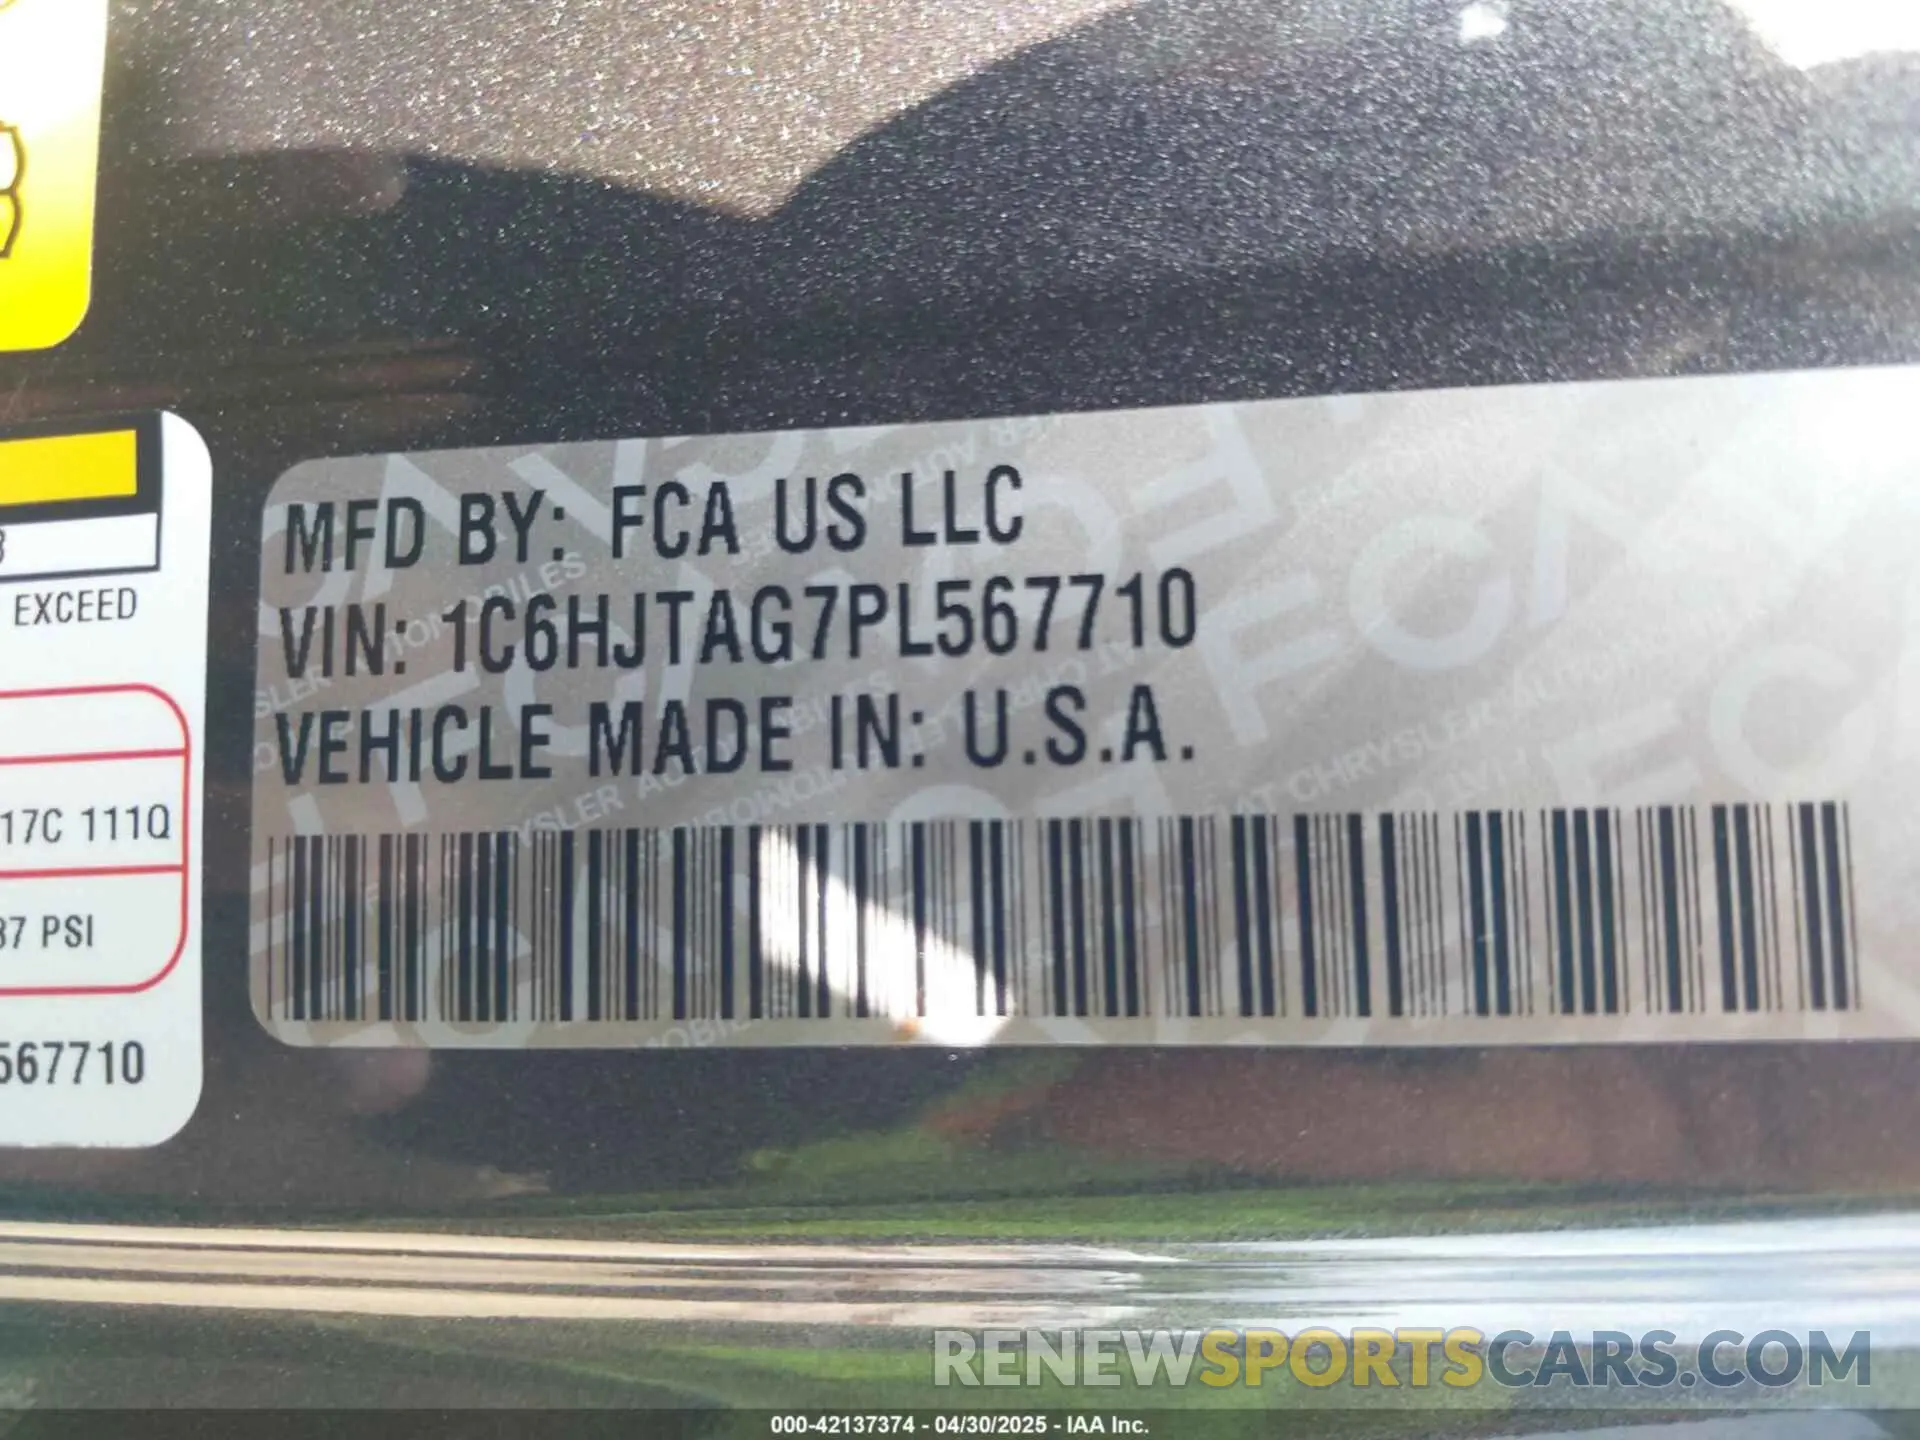 MFD BY: FCA US LLC
VIN: 1C6HJTAG7PL567710
VEHICLE MADE IN: U.S.A.
EXCEED
17C 111Q
37 PSI
567710
RENEWSPORTSCARS.COM
000-42137374 - 04/30/2025 - IAA Inc.